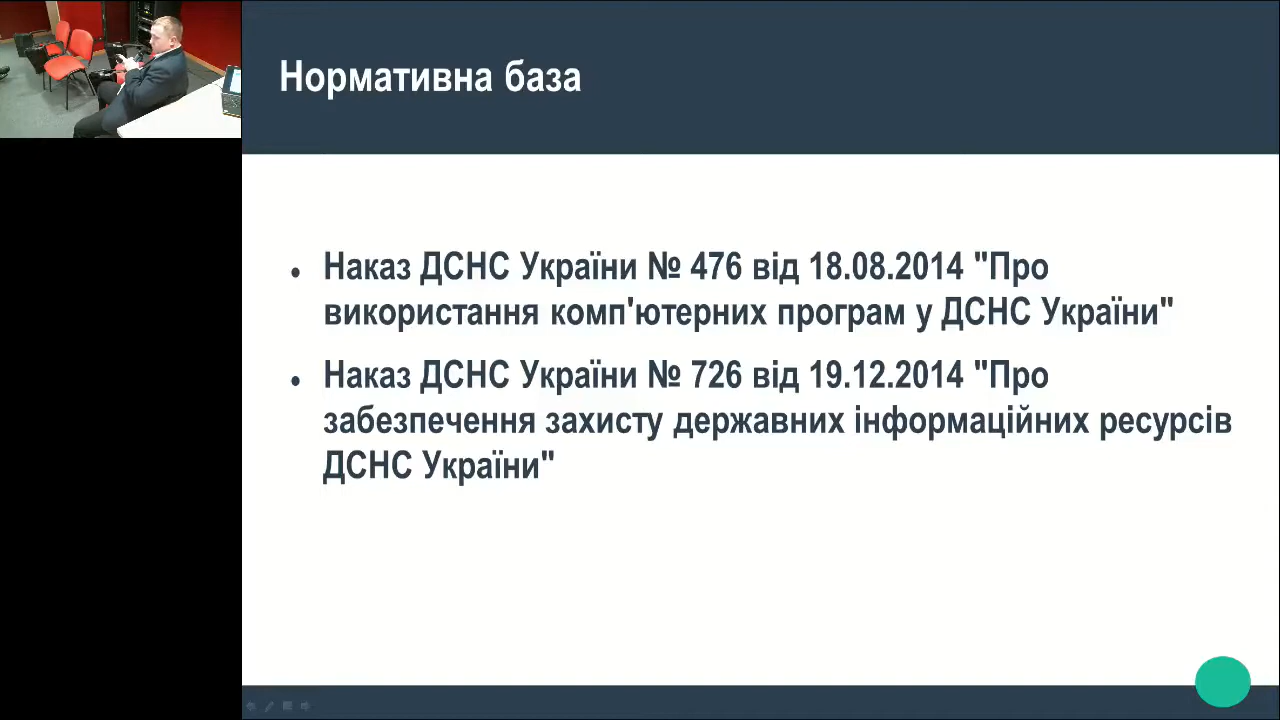 Нормативна база
• Наказ ДСНС України № 476 від 18.08.2014 "Про
використання комп'ютерних програм у ДСНС України"
• Наказ ДСНС України № 726 від 19.12.2014 "Про
забезпечення захисту державних інформаційних ресурсів
ДСНС України"